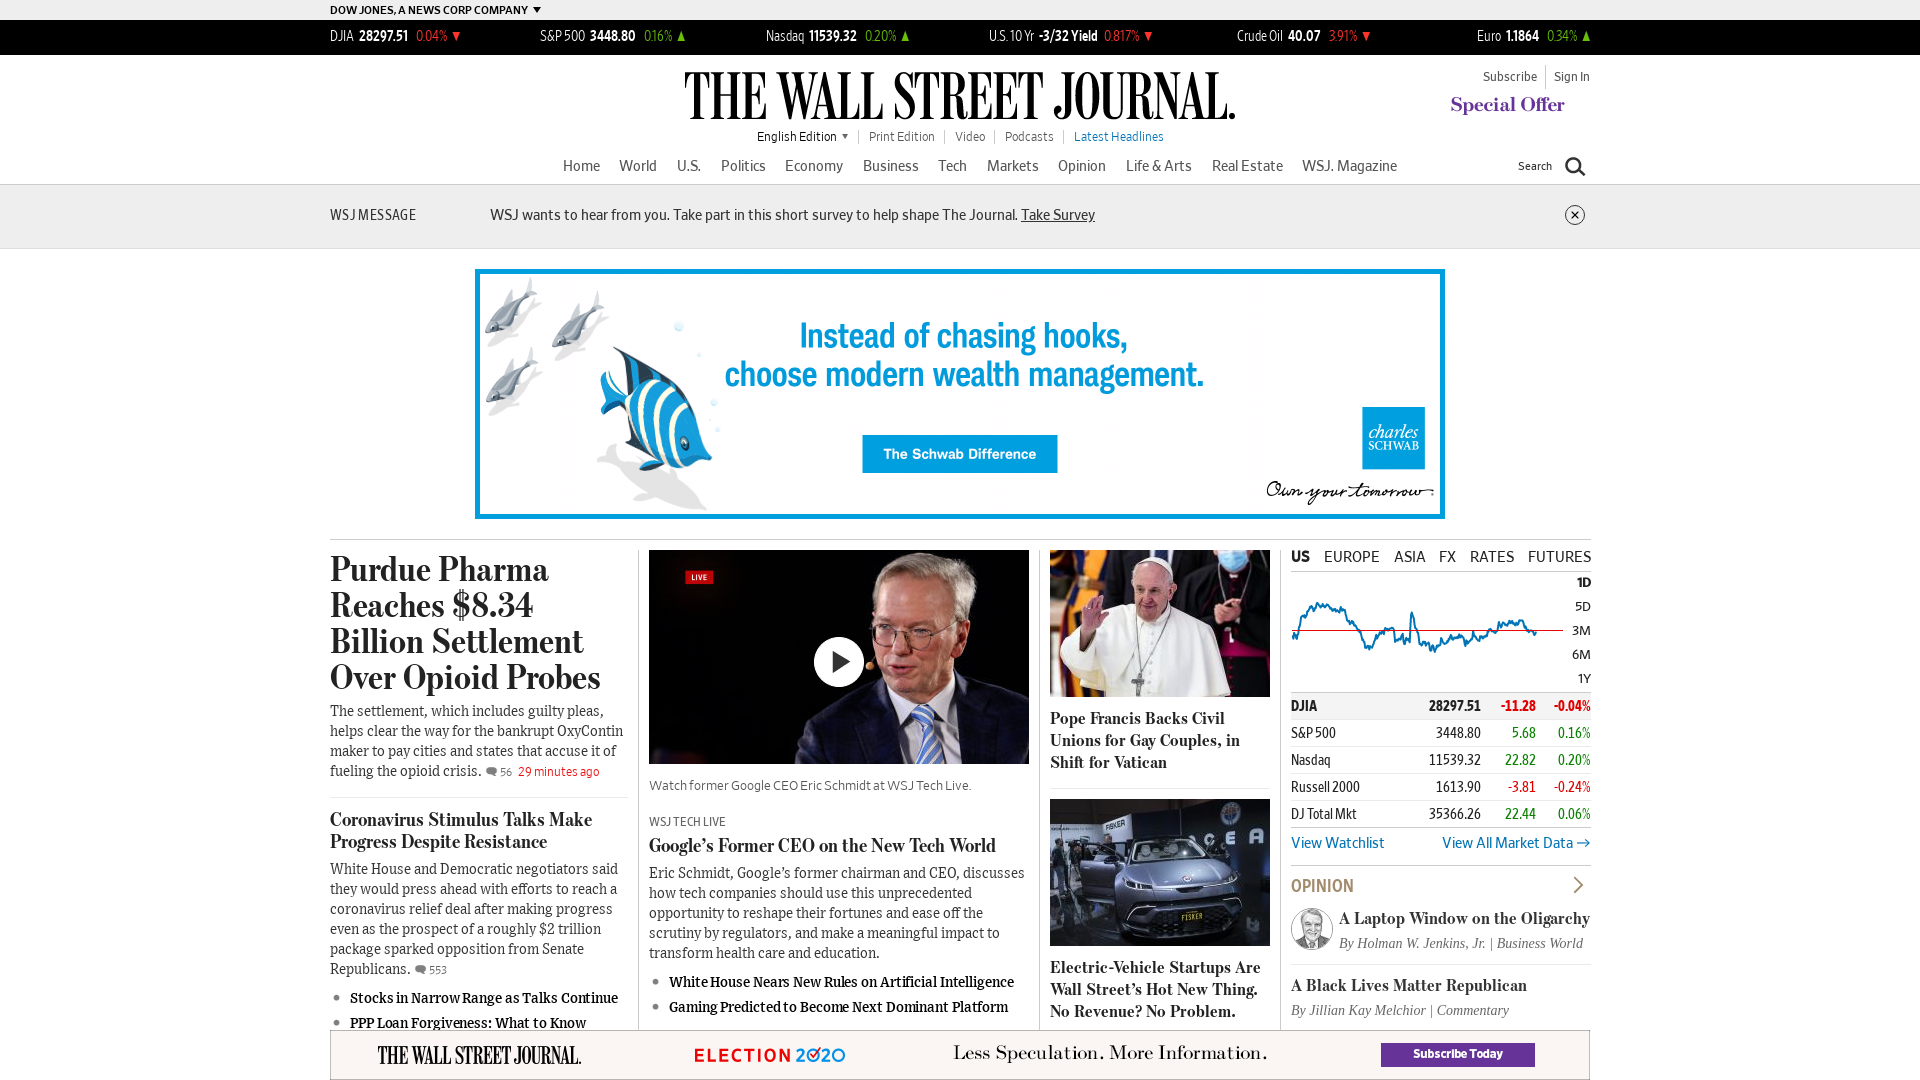 DOW JONES, A NEWS CORP COMPANY
DJIA 28297.51 0.04% S&P 500 3448.80 0.16% Nasdaq 11539.32 0.20% U.S. 10 Yr -3/32 Yield 0.817% Crude Oil 40.07 3.91% Euro 1.1864 0.34%
Subscribe Sign In
THE WALL STREET JOURNAL.
Special Offer
English Edition Print Edition Video Podcasts Latest Headlines
Home World U.S. Politics Economy Business Tech Markets Opinion Life & Arts Real Estate WSJ. Magazine Search
WSJ MESSAGE WSJ wants to hear from you. Take part in this short survey to help shape The Journal. Take Survey
Instead of chasing hooks,
choose modern wealth management.
The Schwab Difference
charles
SCHWAB
Own your tomorrow
Purdue Pharma
Reaches $8.34
Billion Settlement
Over Opioid Probes
The settlement, which includes guilty pleas,
helps clear the way for the bankrupt OxyContin
maker to pay cities and states that accuse it of
fueling the opioid crisis. 56 29 minutes ago
Coronavirus Stimulus Talks Make
Progress Despite Resistance
White House and Democratic negotiators said
they would press ahead with efforts to reach a
coronavirus relief deal after making progress
even as the prospect of a roughly $2 trillion
package sparked opposition from Senate
Republicans. 553
Stocks in Narrow Range as Talks Continue
PPP Loan Forgiveness: What to Know
LIVE
Watch former Google CEO Eric Schmidt at WSJ Tech Live.
WSJ TECH LIVE
Google's Former CEO on the New Tech World
Eric Schmidt, Google's former chairman and CEO, discusses
how tech companies should use this unprecedented
opportunity to reshape their fortunes and ease off the
scrutiny by regulators, and make a meaningful impact to
transform health care and education.
White House Nears New Rules on Artificial Intelligence
Gaming Predicted to Become Next Dominant Platform
Pope Francis Backs Civil
Unions for Gay Couples, in
Shift for Vatican
FISKER
FISKER
Electric-Vehicle Startups Are
Wall Street's Hot New Thing.
No Revenue? No Problem.
US EUROPE ASIA FX RATES FUTURES
1D
5D
3M
6M
1Y
DJIA 28297.51 -11.28 -0.04%
S&P 500 3448.80 5.68 0.16%
Nasdaq 11539.32 22.82 0.20%
Russell 2000 1613.90 -3.81 -0.24%
DJ Total Mkt 35366.26 22.44 0.06%
View Watchlist View All Market Data →
OPINION
A Laptop Window on the Oligarchy
By Holman W. Jenkins, Jr. | Business World
A Black Lives Matter Republican
By Jillian Kay Melchior | Commentary
THE WALL STREET JOURNAL. ELECTION 2020 Less Speculation. More Information. Subscribe Today